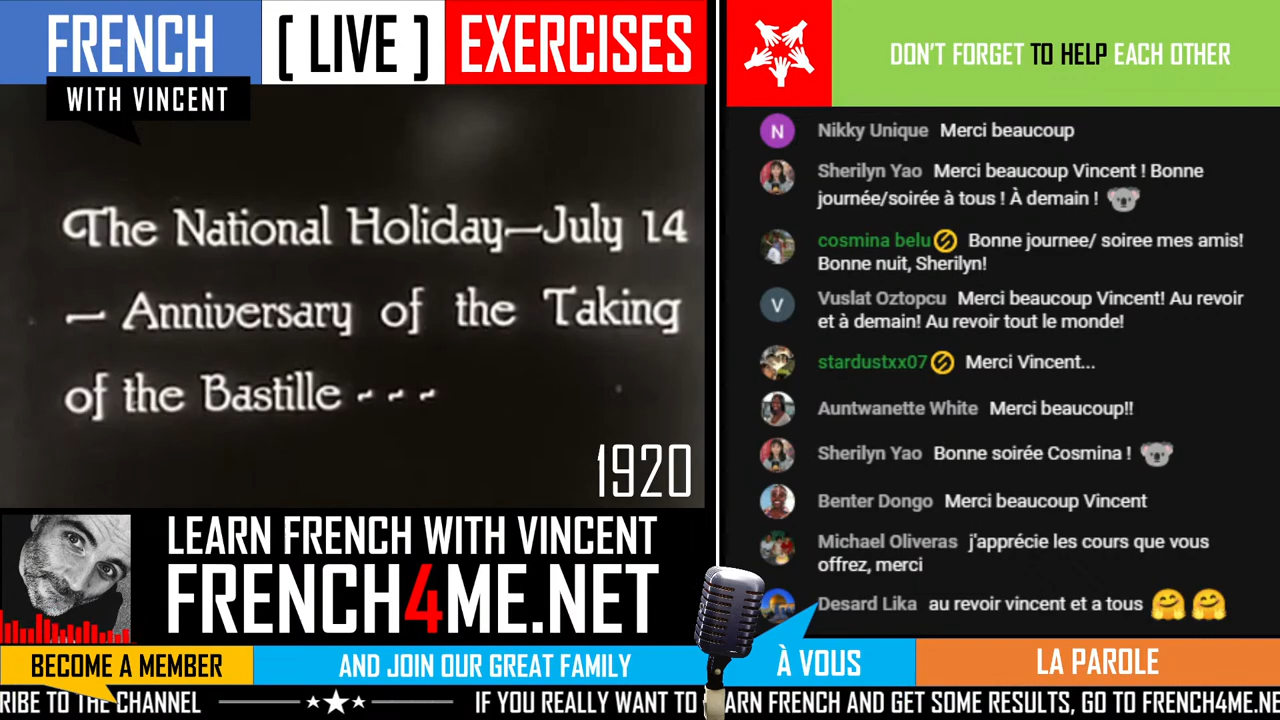 FRENCH
WITH VINCENT
[ LIVE ]
EXERCISES
DON'T FORGET TO HELP EACH OTHER
The National Holiday—July 14
— Anniversary of the Taking
of the Bastille - - -
1920
LEARN FRENCH WITH VINCENT
FRENCH4ME.NET
N Nikky Unique Merci beaucoup
Sherilyn Yao Merci beaucoup Vincent ! Bonne
journée/soirée à tous ! À demain ! 🐨
cosmina belu Bonne journee/ soiree mes amis!
Bonne nuit, Sherilyn!
V Vuslat Oztopcu Merci beaucoup Vincent! Au revoir
et à demain! Au revoir tout le monde!
stardustxx07 Merci Vincent...
Auntwanette White Merci beaucoup!!
Sherilyn Yao Bonne soirée Cosmina ! 🐨
Benter Dongo Merci beaucoup Vincent
Michael Oliveras j'apprécie les cours que vous
offrez, merci
Desard Lika au revoir vincent et a tous 🤗🤗
BECOME A MEMBER
AND JOIN OUR GREAT FAMILY
À VOUS
LA PAROLE
RIBE TO THE CHANNEL
IF YOU REALLY WANT TO LEARN FRENCH AND GET SOME RESULTS, GO TO FRENCH4ME.NE